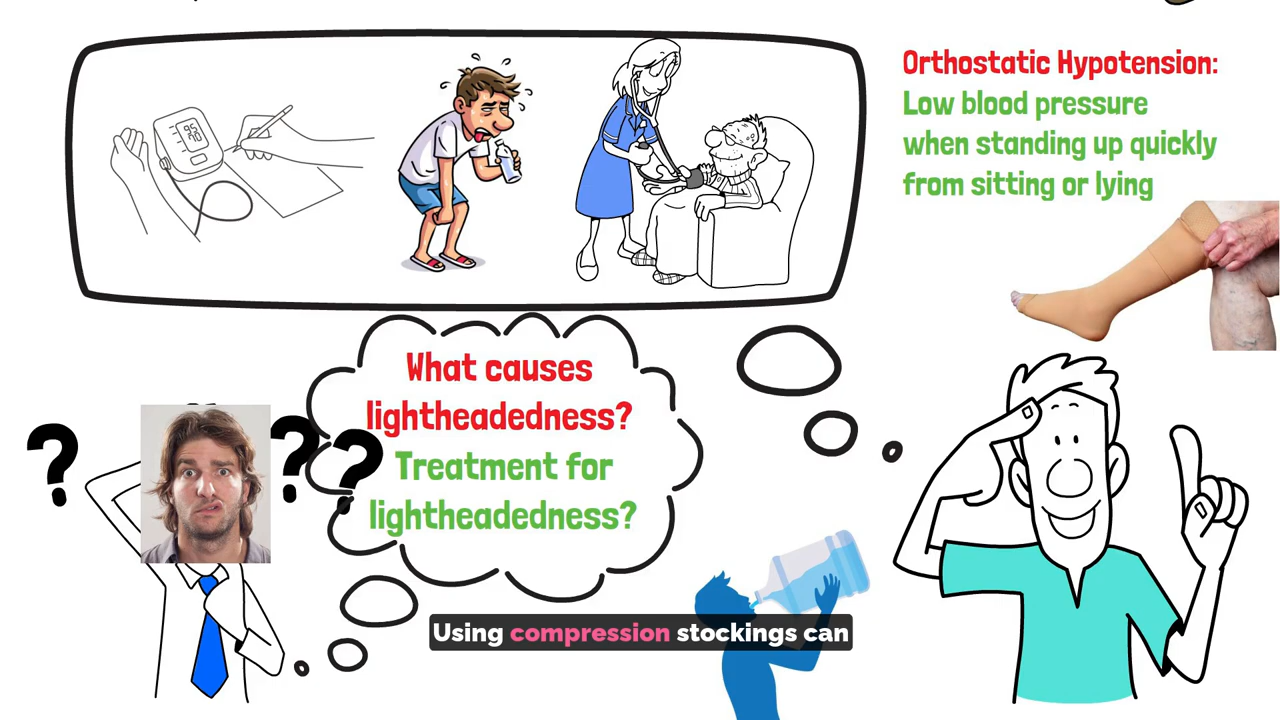 Orthostatic Hypotension:
Low blood pressure
when standing up quickly
from sitting or lying
What causes
lightheadedness?
Treatment for
lightheadedness?
? ? ?
Using compression stockings can